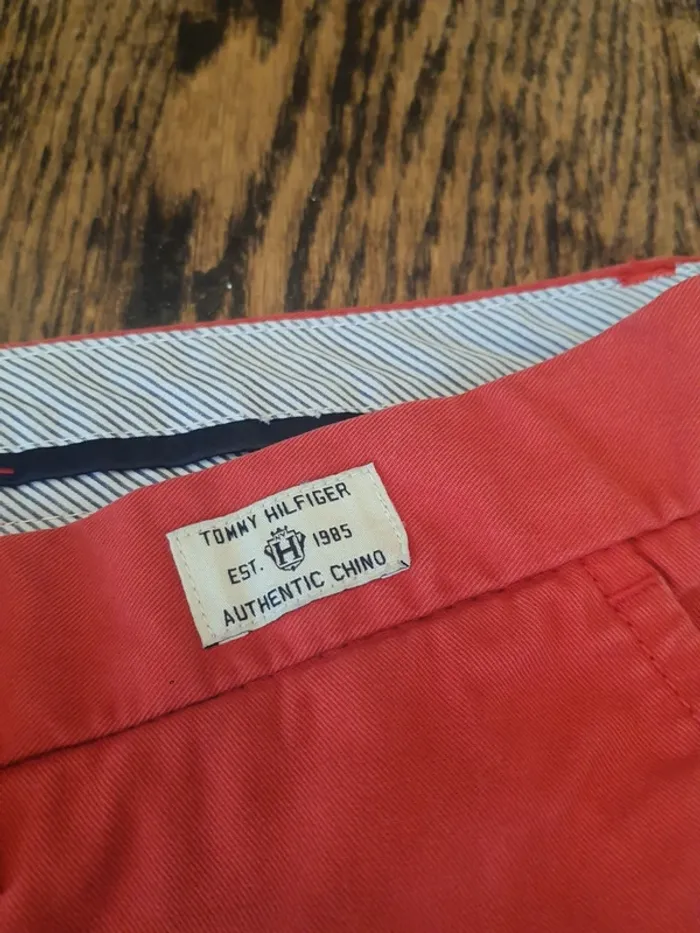 TOMMY HILFIGER
EST. H 1985
AUTHENTIC CHINO